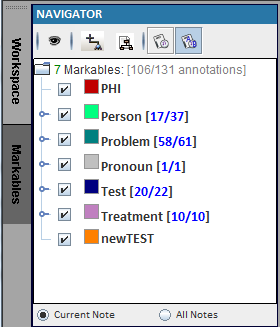 NAVIGATOR
Workspace
Markables
7 Markables: [106/131 annotations]
PHI
Person [17/37]
Problem [58/61]
Pronoun [1/1]
Test [20/22]
Treatment [10/10]
newTEST
Current Note
All Notes